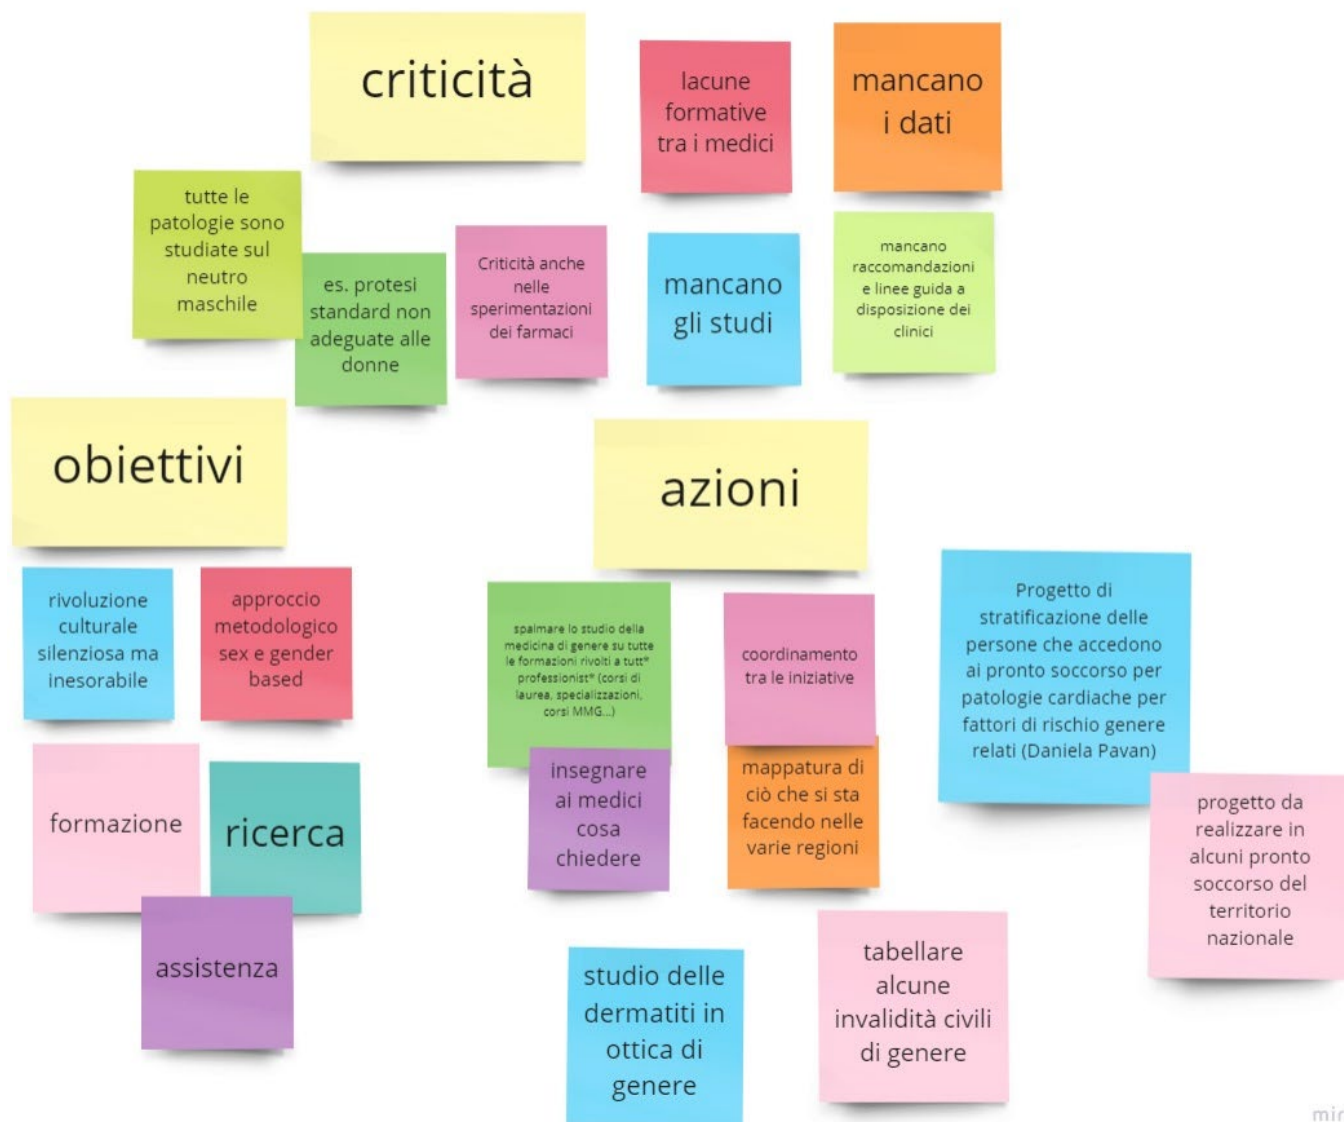 criticità
lacune
formative
tra i medici
mancano
i dati
tutte le
patologie sono
studiate sul
neutro
maschile
es. protesi
standard non
adeguate alle
donne
Criticità anche
nelle
sperimentazioni
dei farmaci
mancano
gli studi
mancano
raccomandazioni
e linee guida a
disposizione dei
clinici
obiettivi
rivoluzione
culturale
silenziosa ma
inesorabile
approccio
metodologico
sex e gender
based
formazione
ricerca
assistenza
azioni
spalmare lo studio della
medicina di genere su tutte
le formazioni rivolti a tutt*
professionist* (corsi di
laurea, specializzazioni,
corsi MMG...)
insegnare
ai medici
cosa
chiedere
coordinamento
tra le iniziative
mappatura di
ciò che si sta
facendo nelle
varie regioni
Progetto di
stratificazione delle
persone che accedono
ai pronto soccorso per
patologie cardiache per
fattori di rischio genere
relati (Daniela Pavan)
progetto da
realizzare in
alcuni pronto
soccorso del
territorio
nazionale
studio delle
dermatiti in
ottica di
genere
tabellare
alcune
invalidità civili
di genere